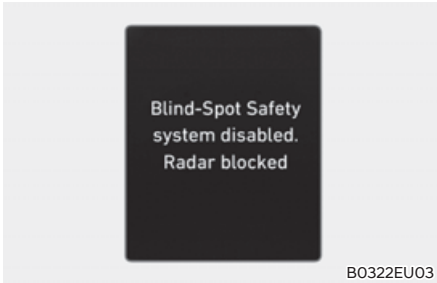 Blind-Spot Safety
system disabled.
Radar blocked
B0322EU03